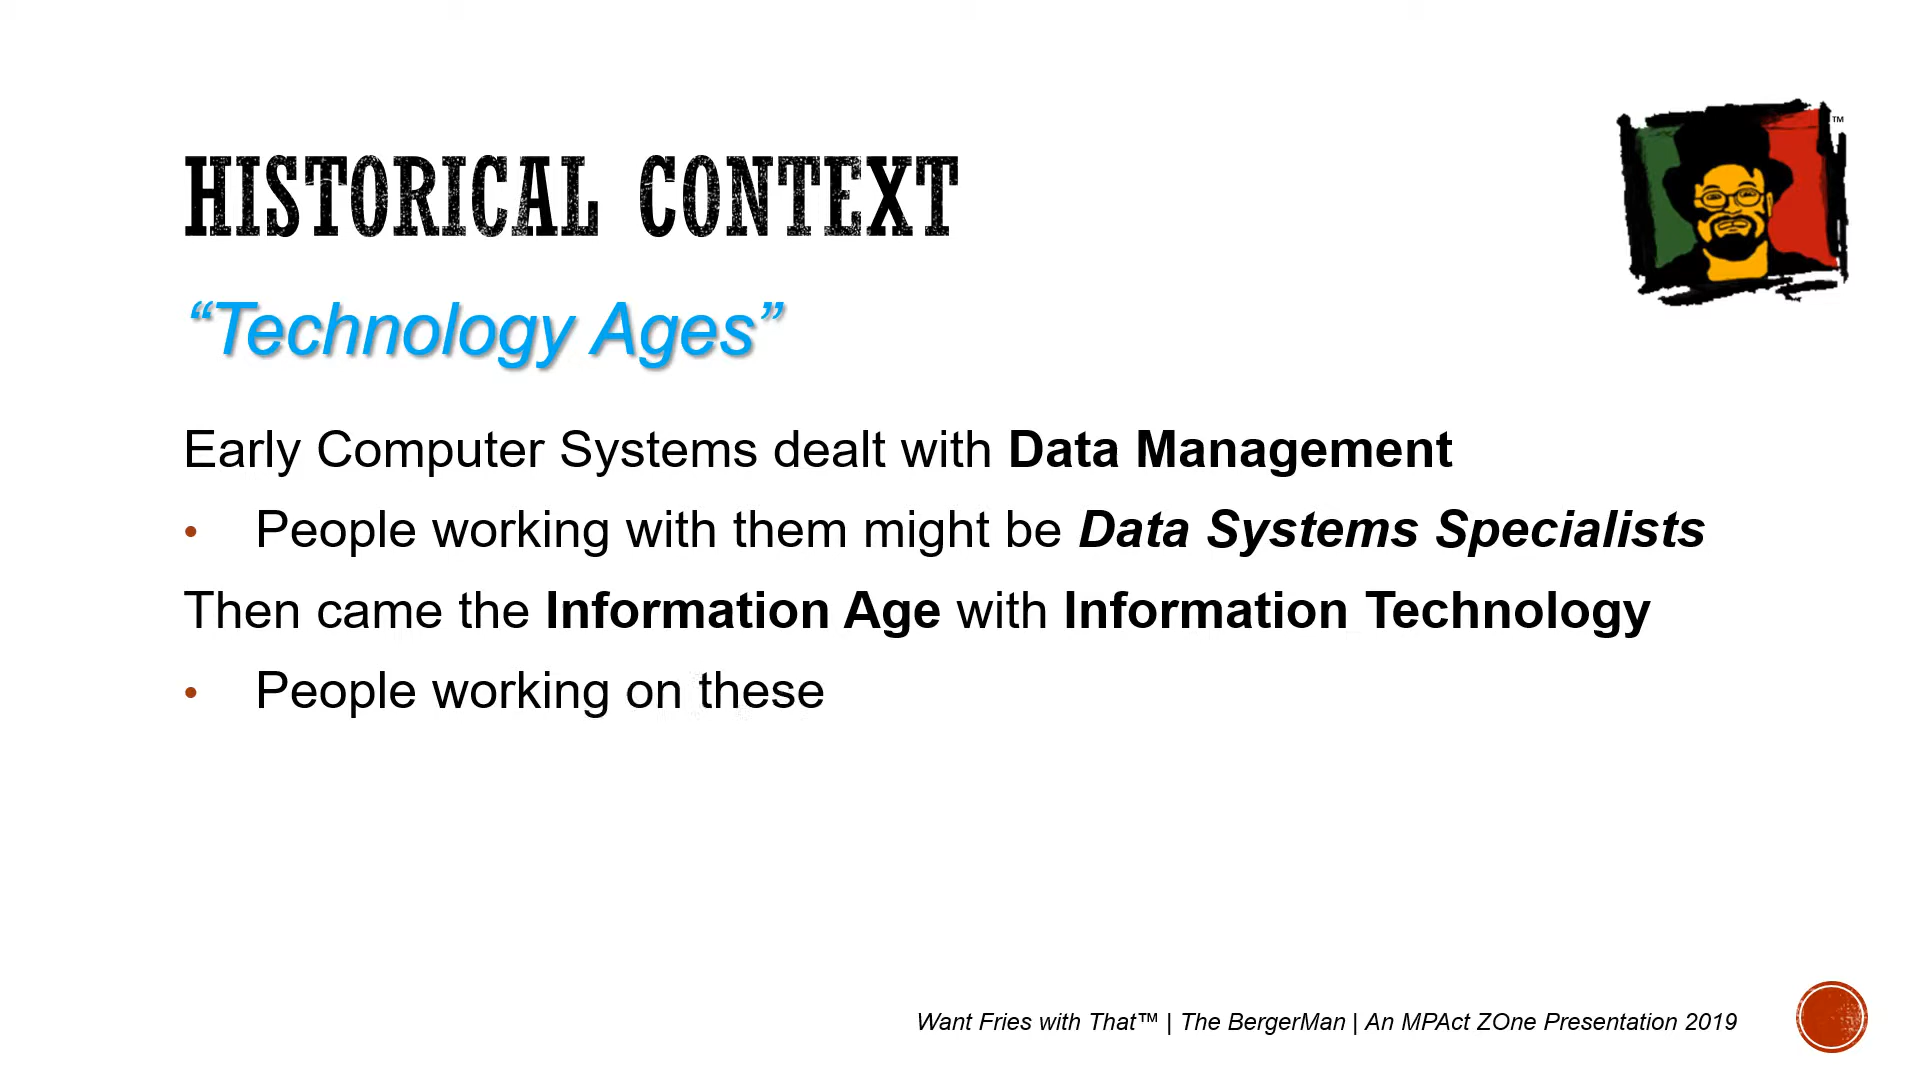 HISTORICAL CONTEXT
™
“Technology Ages”
Early Computer Systems dealt with Data Management
• People working with them might be Data Systems Specialists
Then came the Information Age with Information Technology
• People working on these
Want Fries with That™ | The BergerMan | An MPAct ZOne Presentation 2019